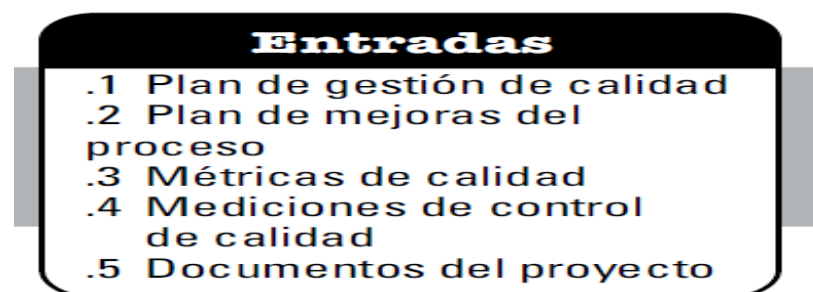 Entradas
.1 Plan de gestión de calidad
.2 Plan de mejoras del
proceso
.3 Métricas de calidad
.4 Mediciones de control
de calidad
.5 Documentos del proyecto